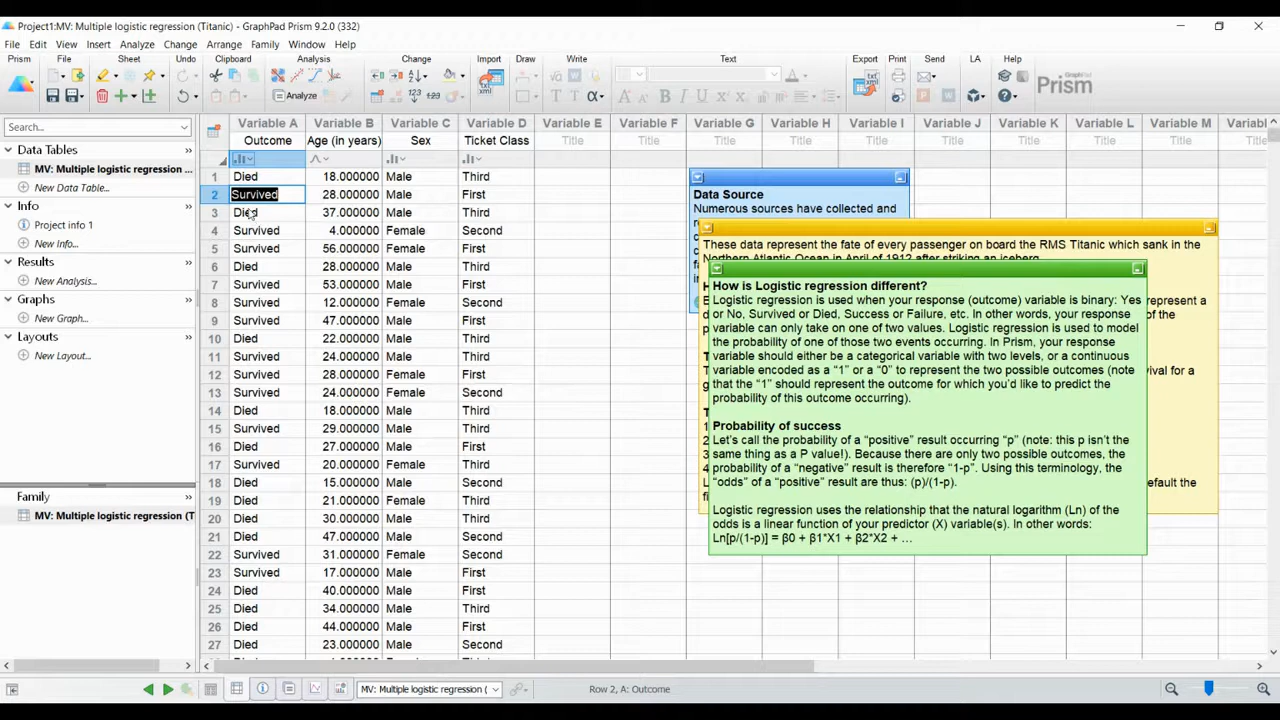 Project1:MV: Multiple logistic regression (Titanic) - GraphPad Prism 9.2.0 (332)
File Edit View Insert Analyze Change Arrange Family Window Help
Prism File Sheet Undo Clipboard Analysis Change Import Draw Write Text Export Print Send LA Help
Analyze
GraphPad
Prism
Search...
Data Tables
MV: Multiple logistic regression ...
New Data Table...
Info
Project info 1
New Info...
Results
New Analysis...
Graphs
New Graph...
Layouts
New Layout...
Family
MV: Multiple logistic regression (T
Variable A Variable B Variable C Variable D Variable E Variable F Variable G Variable H Variable I Variable J Variable K Variable L Variable M Varia
Outcome Age (in years) Sex Ticket Class Title Title Title Title Title Title Title Title Title Title
1 Died 18.000000 Male Third
2 Survived 28.000000 Male First
3 Died 37.000000 Male Third
4 Survived 4.000000 Female Second
5 Survived 56.000000 Female First
6 Died 28.000000 Male Third
7 Survived 53.000000 Male First
8 Survived 12.000000 Female Second
9 Survived 47.000000 Female First
10 Died 22.000000 Male Third
11 Survived 24.000000 Male Third
12 Survived 28.000000 Female First
13 Survived 24.000000 Female Second
14 Died 18.000000 Male Third
15 Survived 29.000000 Male First
16 Died 27.000000 Male First
17 Survived 20.000000 Female Third
18 Died 15.000000 Male Second
19 Died 21.000000 Female Third
20 Died 30.000000 Male Third
21 Died 47.000000 Male Second
22 Survived 31.000000 Female First
23 Survived 17.000000 Male First
24 Died 40.000000 Male First
25 Died 34.000000 Male Third
26 Died 44.000000 Male First
27 Died 23.000000 Male Second
Data Source
Numerous sources have collected and
These data represent the fate of every passenger on board the RMS Titanic which sank in the
Northern Atlantic Ocean in April of 1912 after striking an iceberg.
represent a
of the
vival for a
default the
How is Logistic regression different?
Logistic regression is used when your response (outcome) variable is binary: Yes
or No, Survived or Died, Success or Failure, etc. In other words, your response
variable can only take on one of two values. Logistic regression is used to model
the probability of one of those two events occurring. In Prism, your response
variable should either be a categorical variable with two levels, or a continuous
variable encoded as a “1” or a “0” to represent the two possible outcomes (note
that the “1” should represent the outcome for which you’d like to predict the
probability of this outcome occurring).
Probability of success
Let’s call the probability of a “positive” result occurring “p” (note: this p isn’t the
same thing as a P value!). Because there are only two possible outcomes, the
probability of a “negative” result is therefore “1-p”. Using this terminology, the
“odds” of a “positive” result are thus: (p)/(1-p).
Logistic regression uses the relationship that the natural logarithm (Ln) of the
odds is a linear function of your predictor (X) variable(s). In other words:
Ln[p/(1-p)] = β0 + β1*X1 + β2*X2 + …
MV: Multiple logistic regression (
Row 2, A: Outcome